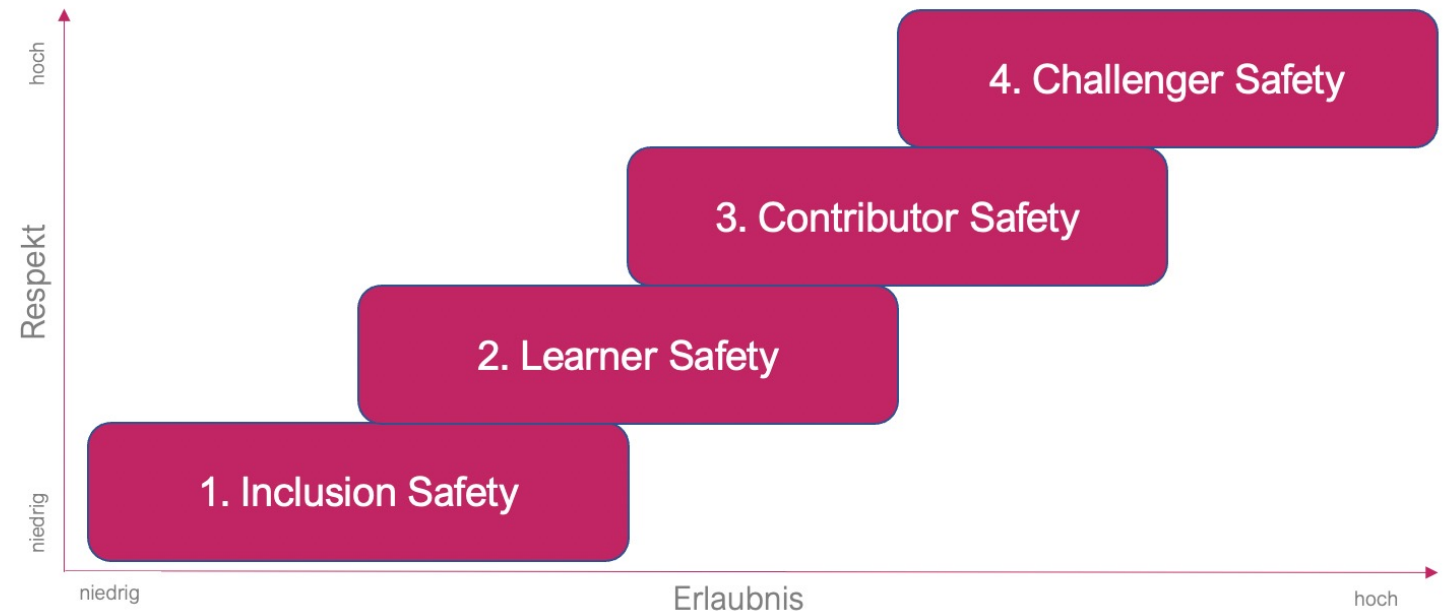 hoch
4. Challenger Safety
3. Contributor Safety
Respekt
2. Learner Safety
1. Inclusion Safety
niedrig
niedrig
Erlaubnis
hoch